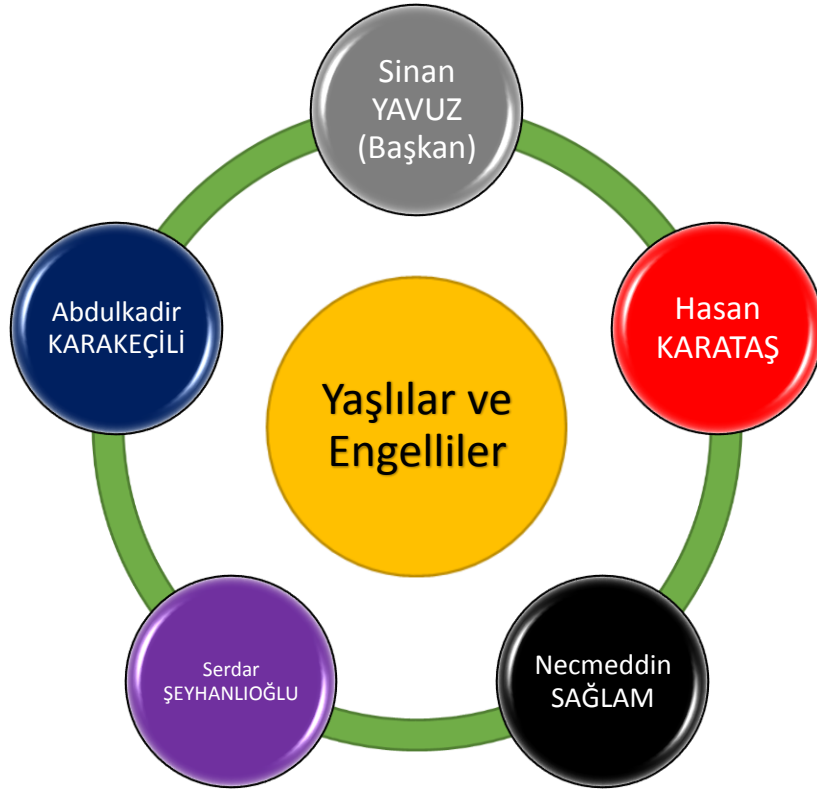 Sinan
YAVUZ
(Başkan)
Hasan
KARATAŞ
Necmeddin
SAĞLAM
Serdar
ŞEYHANLIOĞLU
Abdulkadir
KARAKEÇİLİ
Yaşlılar ve
Engelliler